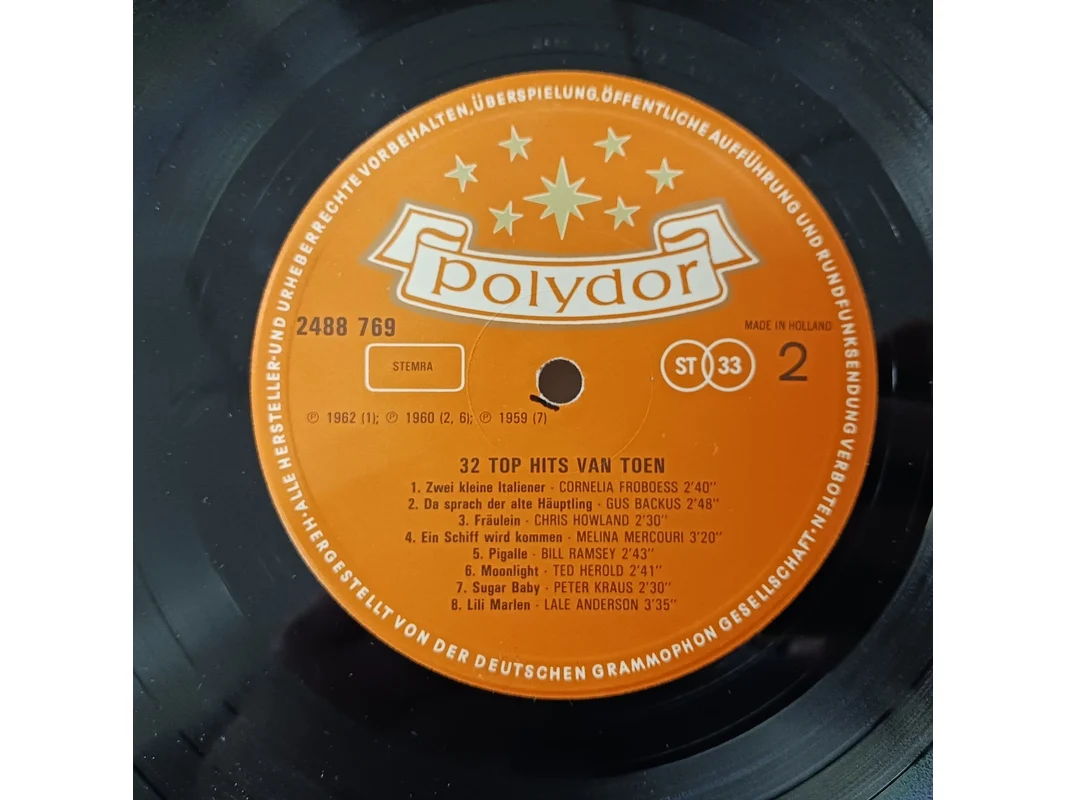 ·ALLE HERSTELLER-UND URHEBERRECHTE VORBEHALTEN, ÜBERSPIELUNG, ÖFFENTLICHE AUFFÜHRUNG UND RUNDFUNKSENDUNG VERBOTEN·
polydor
2488 769
MADE IN HOLLAND
STEMRA
ST 33
2
℗ 1962 (1); ℗ 1960 (2, 6); ℗ 1959 (7)
32 TOP HITS VAN TOEN
1. Zwei kleine Italiener - CORNELIA FROBOESS 2'40"
2. Da sprach der alte Häuptling - GUS BACKUS 2'48"
3. Fräulein - CHRIS HOWLAND 2'30"
4. Ein Schiff wird kommen - MELINA MERCOURI 3'20"
5. Pigalle - BILL RAMSEY 2'43"
6. Moonlight - TED HEROLD 2'41"
7. Sugar Baby - PETER KRAUS 2'30"
8. Lili Marlen - LALE ANDERSON 3'35"
HERGESTELLT VON DER DEUTSCHEN GRAMMOPHON GESELLSCHAFT·